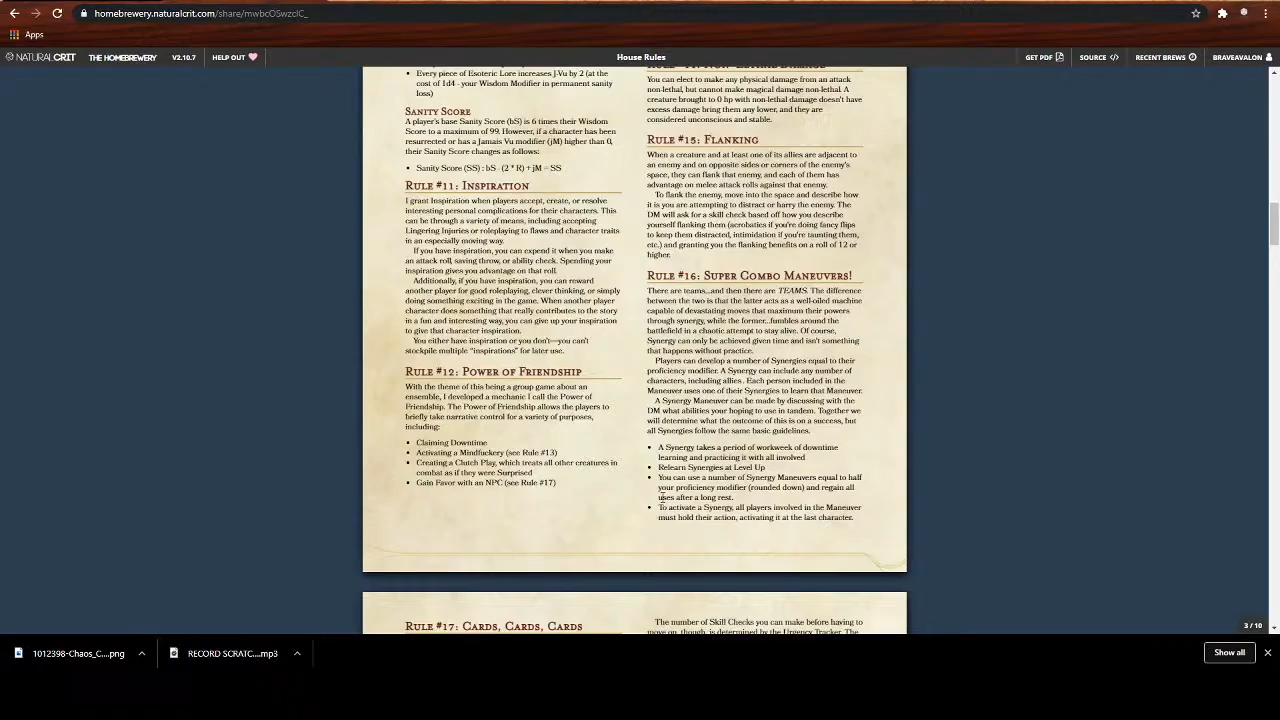 homebrewery.naturalcrit.com/share/mwbcOSwzclC_
Apps
NATURALCRIT
THE HOMEBREWERY
V2.10.7
HELP OUT
House Rules
GET PDF
SOURCE
RECENT BREWS
BRAVEAVALON
• Every piece of Esoteric Lore increases J-Vu by 2 (at the
cost of 1d4 - your Wisdom Modifier in permanent sanity
loss)
SANITY SCORE
A player's base Sanity Score (bS) is 6 times their Wisdom
Score to a maximum of 99. However, if a character has been
resurrected or has a Jamais Vu modifier (jM) higher than 0,
their Sanity Score changes as follows:
• Sanity Score (SS) : bS - (2 * R) + jM = SS
RULE #11: INSPIRATION
I grant Inspiration when players accept, create, or resolve
interesting personal complications for their characters. This
can be through a variety of means, including accepting
Lingering Injuries or roleplaying to flaws and character traits
in an especially moving way.
If you have inspiration, you can expend it when you make
an attack roll, saving throw, or ability check. Spending your
inspiration gives you advantage on that roll.
Additionally, if you have inspiration, you can reward
another player for good roleplaying, clever thinking, or simply
doing something exciting in the game. When another player
character does something that really contributes to the story
in a fun and interesting way, you can give up your inspiration
to give that character inspiration.
You either have inspiration or you don't—you can't
stockpile multiple “inspirations” for later use.
RULE #12: POWER OF FRIENDSHIP
With the theme of this being a group game about an
ensemble, I developed a mechanic I call the Power of
Friendship. The Power of Friendship allows the players to
briefly take narrative control for a variety of purposes,
including:
• Claiming Downtime
• Activating a Mindfuckery (see Rule #13)
• Creating a Clutch Play, which treats all other creatures in
combat as if they were Surprised
• Gain Favor with an NPC (see Rule #17)
You can elect to make any physical damage from an attack
non-lethal, but cannot make magical damage non-lethal. A
creature brought to 0 hp with non-lethal damage doesn't have
excess damage bring them any lower, and they are
considered unconscious and stable.
RULE #15: FLANKING
When a creature and at least one of its allies are adjacent to
an enemy and on opposite sides or corners of the enemy's
space, they can flank that enemy, and each of them has
advantage on melee attack rolls against that enemy.
To flank the enemy, move into the space and describe how
it is you are attempting to distract or harry the enemy. The
DM will ask for a skill check based off how you describe
yourself flanking them (acrobatics if you're doing fancy flips
to keep them distracted, intimidation if you're taunting them,
etc.) and granting you the flanking benefits on a roll of 12 or
higher.
RULE #16: SUPER COMBO MANEUVERS!
There are teams...and then there are TEAMS. The difference
between the two is that the latter acts as a well-oiled machine
capable of devastating moves that maximum their powers
through synergy, while the former...fumbles around the
battlefield in a chaotic attempt to stay alive. Of course,
Synergy can only be achieved given time and isn't something
that happens without practice.
Players can develop a number of Synergies equal to their
proficiency modifier. A Synergy can include any number of
characters, including allies . Each person included in the
Maneuver uses one of their Synergies to learn that Maneuver.
A Synergy Maneuver can be made by discussing with the
DM what abilities your hoping to use in tandem. Together we
will determine what the outcome of this is on a success, but
all Synergies follow the same basic guidelines.
• A Synergy takes a period of workweek of downtime
learning and practicing it with all involved
• Relearn Synergies at Level Up
• You can use a number of Synergy Maneuvers equal to half
your proficiency modifier (rounded down) and regain all
uses after a long rest.
• To activate a Synergy, all players involved in the Maneuver
must hold their action, activating it at the last character.
RULE #17: CARDS, CARDS, CARDS
The number of Skill Checks you can make before having to
move on, though, is determined by the Urgency Tracker. The
3 / 10
1012398-Chaos_C....png
RECORD SCRATC....mp3
Show all